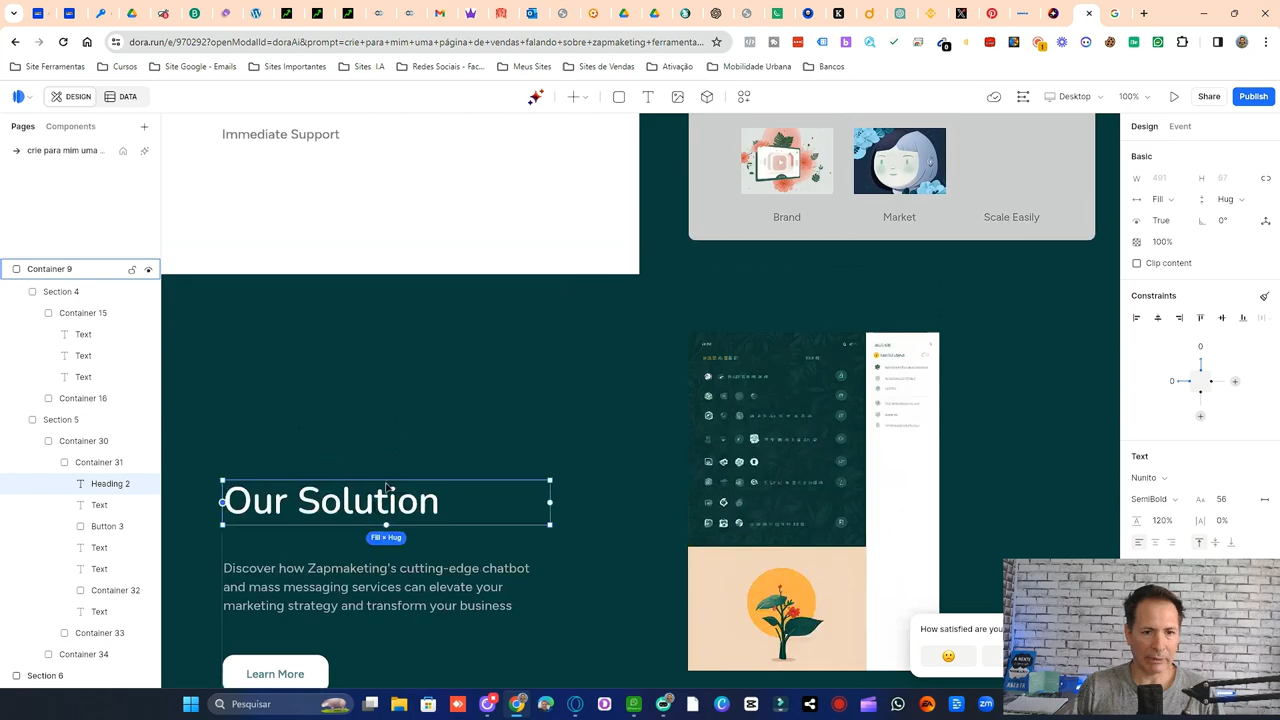 dora.run/e/970292?openModalId=doraAi&prompt=crie+para+mim+uma+página+de+vendas+falando+sobre+zapmaketing+ferramenta...
Site Ferramentas
Cursos
Site Google - Emails
Sites Importantes
Sites I.A
Redes Sociais - Fac...
Meus Sites
Sites de Vendas
Ativação
Mobilidade Urbana
Bancos
DESIGN
DATA
Desktop
100%
Share
Publish
Pages
Components
crie para mim uma ...
Container 9
Section 4
Container 15
Text
Text
Text
Container 16
Section 5
Container 30
Container 31
Heading 2
Text
Button 3
Text
Text
Container 32
Text
Container 33
Container 34
Section 6
Immediate Support
Brand
Market
Scale Easily
Our Solution
Fill × Hug
Discover how Zapmaketing's cutting-edge chatbot
and mass messaging services can elevate your
marketing strategy and transform your business
Learn More
How satisfied are you
Design
Event
Basic
W 491 H 67
Fill Hug
True 0°
100%
Clip content
Constraints
0
0
Text
Nunito
SemiBold 56
120% 0%
A MENTE
ABERTA
Pesquisar
zm